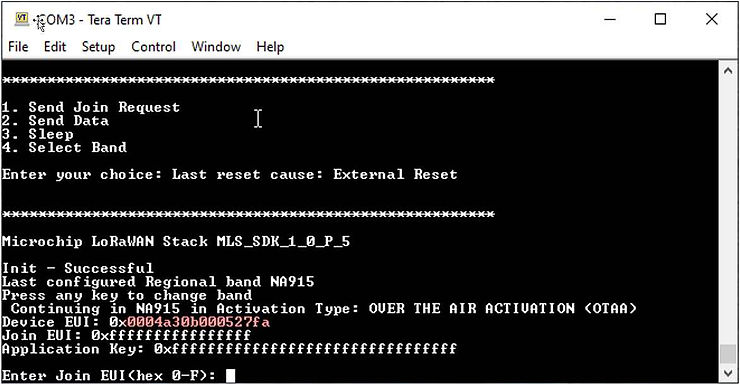 COM3 - Tera Term VT
File Edit Setup Control Window Help
*******************************************************
1. Send Join Request
2. Send Data
3. Sleep
4. Select Band
Enter your choice: Last reset cause: External Reset
*******************************************************
Microchip LoRaWAN Stack MLS_SDK_1_0_P_5
Init - Successful
Last configured Regional band NA915
Press any key to change band
Continuing in NA915 in Activation Type: OVER THE AIR ACTIVATION (OTAA)
Device EUI: 0x0004a30b000527fa
Join EUI: 0xffffffffffffffff
Application Key: 0xffffffffffffffffffffffffffffffff
Enter Join EUI(hex 0-F):